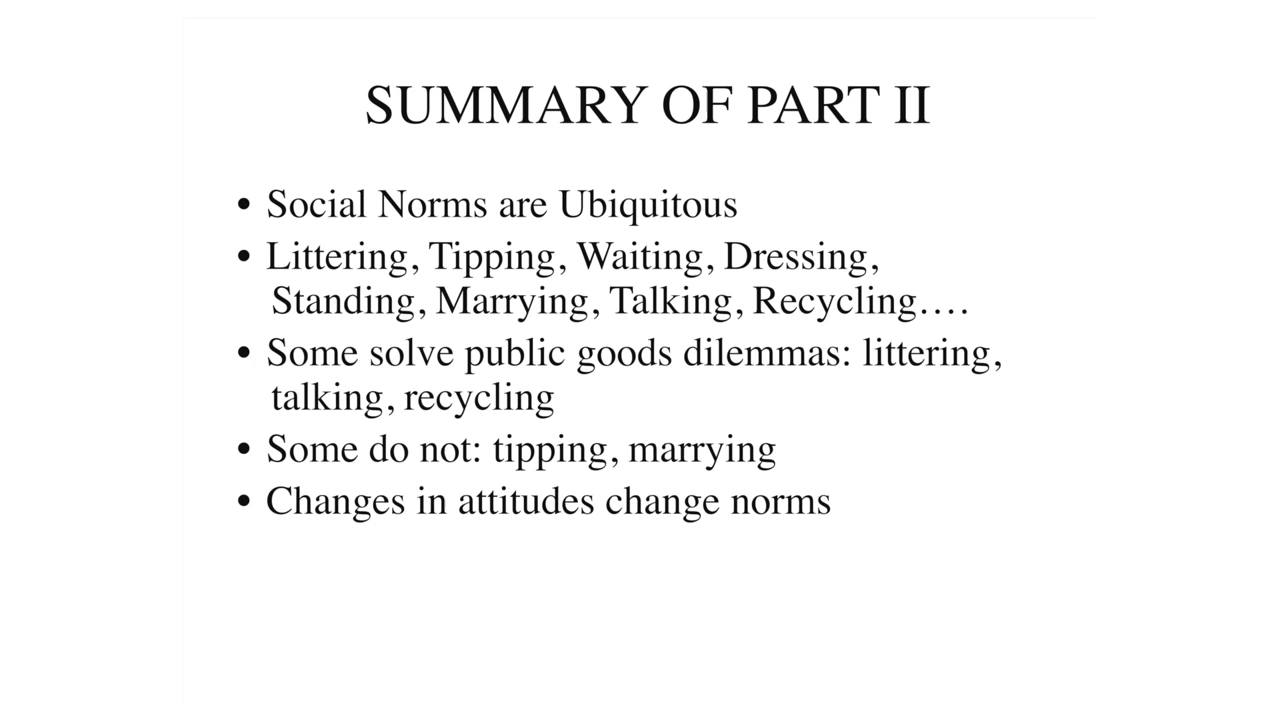 SUMMARY OF PART II
• Social Norms are Ubiquitous
• Littering, Tipping, Waiting, Dressing,
Standing, Marrying, Talking, Recycling….
• Some solve public goods dilemmas: littering,
talking, recycling
• Some do not: tipping, marrying
• Changes in attitudes change norms